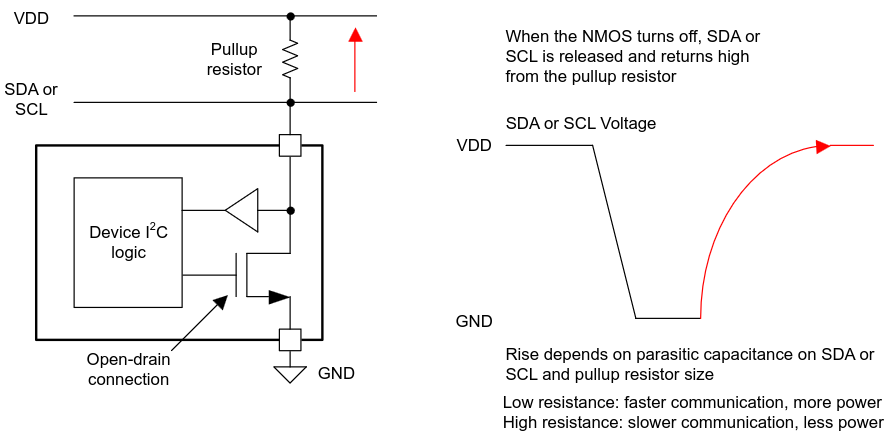 VDD
Pullup
resistor
SDA or
SCL
Device I²C
logic
Open-drain
connection
GND
When the NMOS turns off, SDA or
SCL is released and returns high
from the pullup resistor
SDA or SCL Voltage
VDD
GND
Rise depends on parasitic capacitance on SDA or
SCL and pullup resistor size
Low resistance: faster communication, more power
High resistance: slower communication, less power